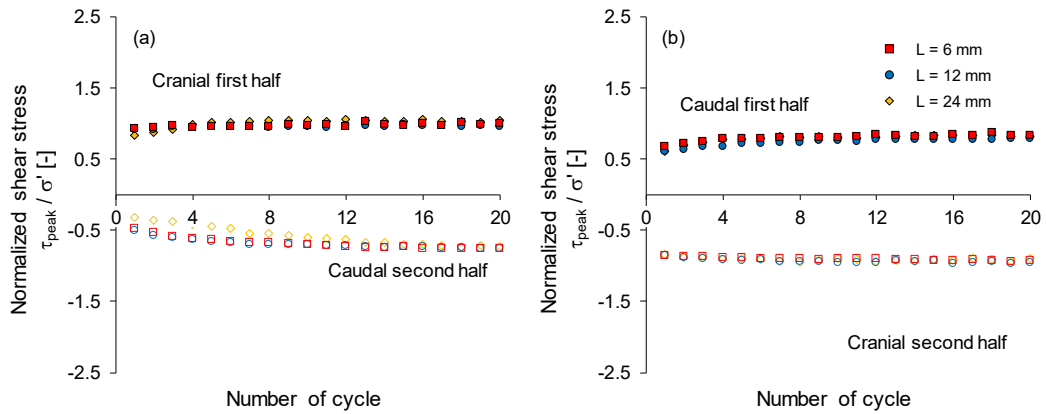 2.5
1.5
0.5
-0.5
-1.5
-2.5
0
4
8
12
16
20
(a)
Cranial first half
Caudal second half
Normalized shear stress
τpeak / σ' [-]
Number of cycle
2.5
1.5
0.5
-0.5
-1.5
-2.5
0
4
8
12
16
20
(b)
L = 6 mm
L = 12 mm
L = 24 mm
Caudal first half
Cranial second half
Normalized shear stress
τpeak / σ' [-]
Number of cycle